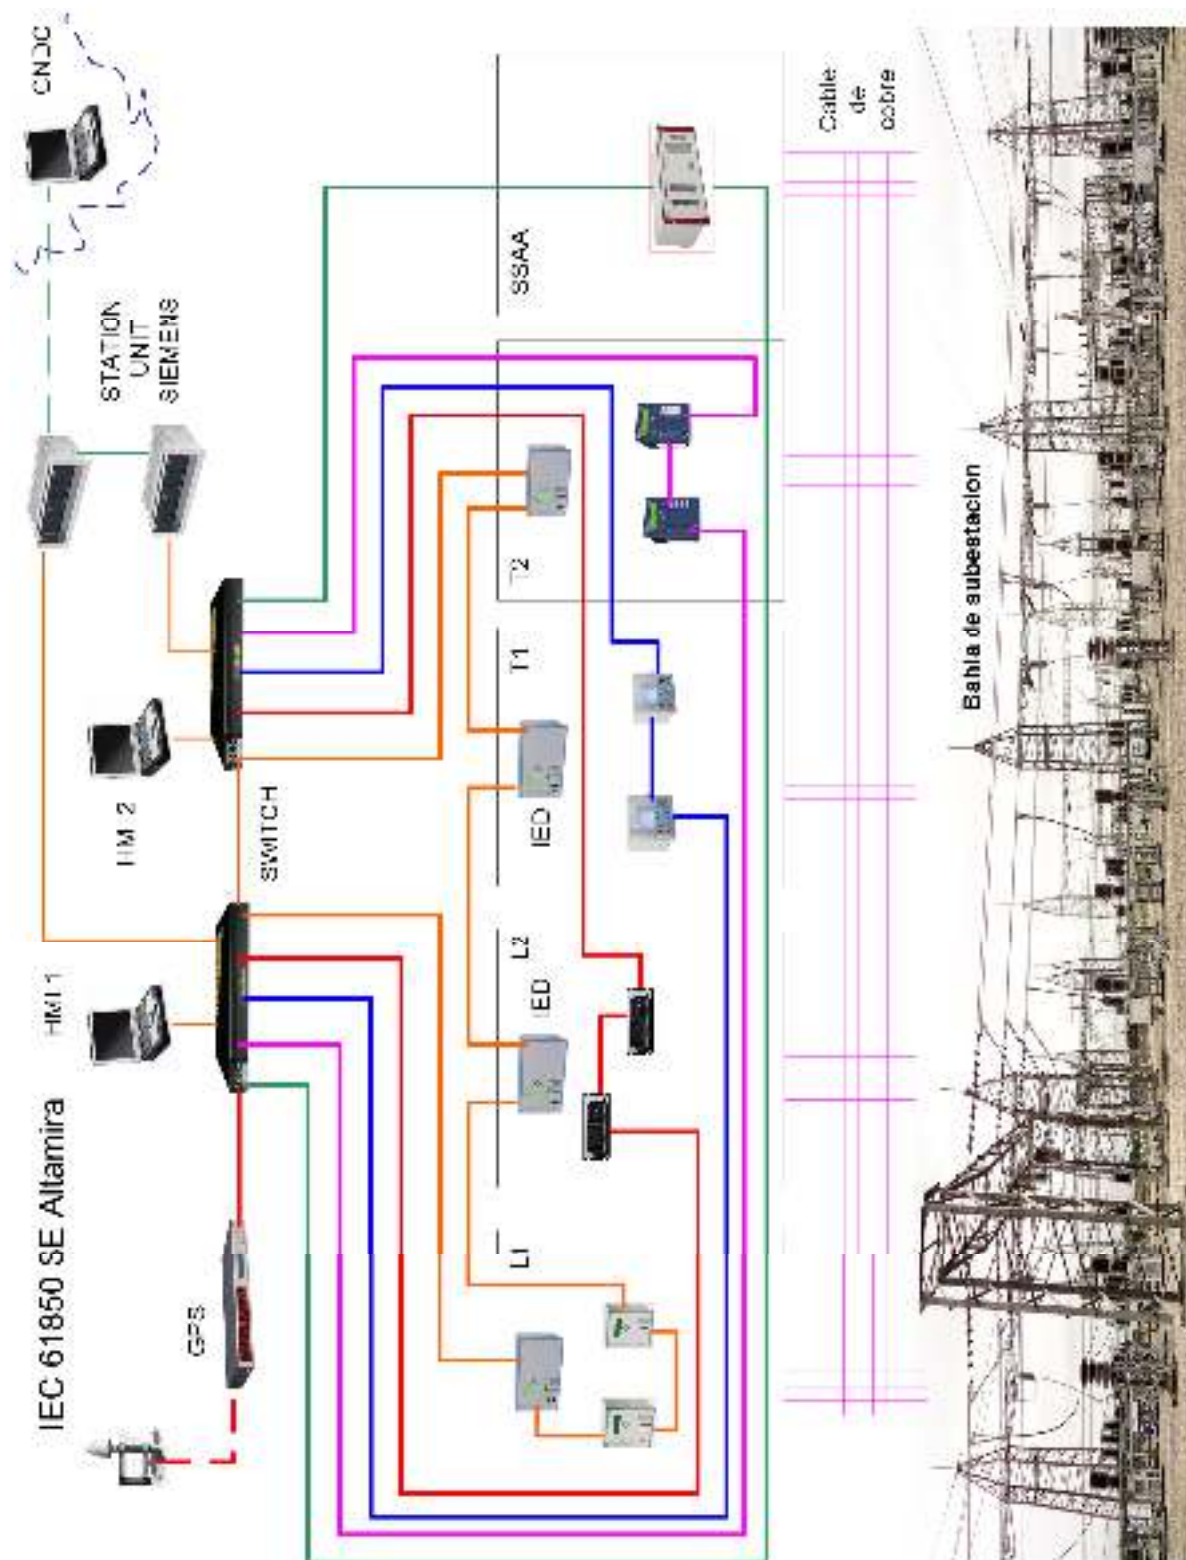 IEC 61850 SE Altamira
GPS
HMI 1
HM 2
SWITCH
STATION
UNIT
SIEMENS
CNDC
L1
L2
IED
T1
IED
T2
SSAA
Cable
de
cobre
Bahia de subestacion